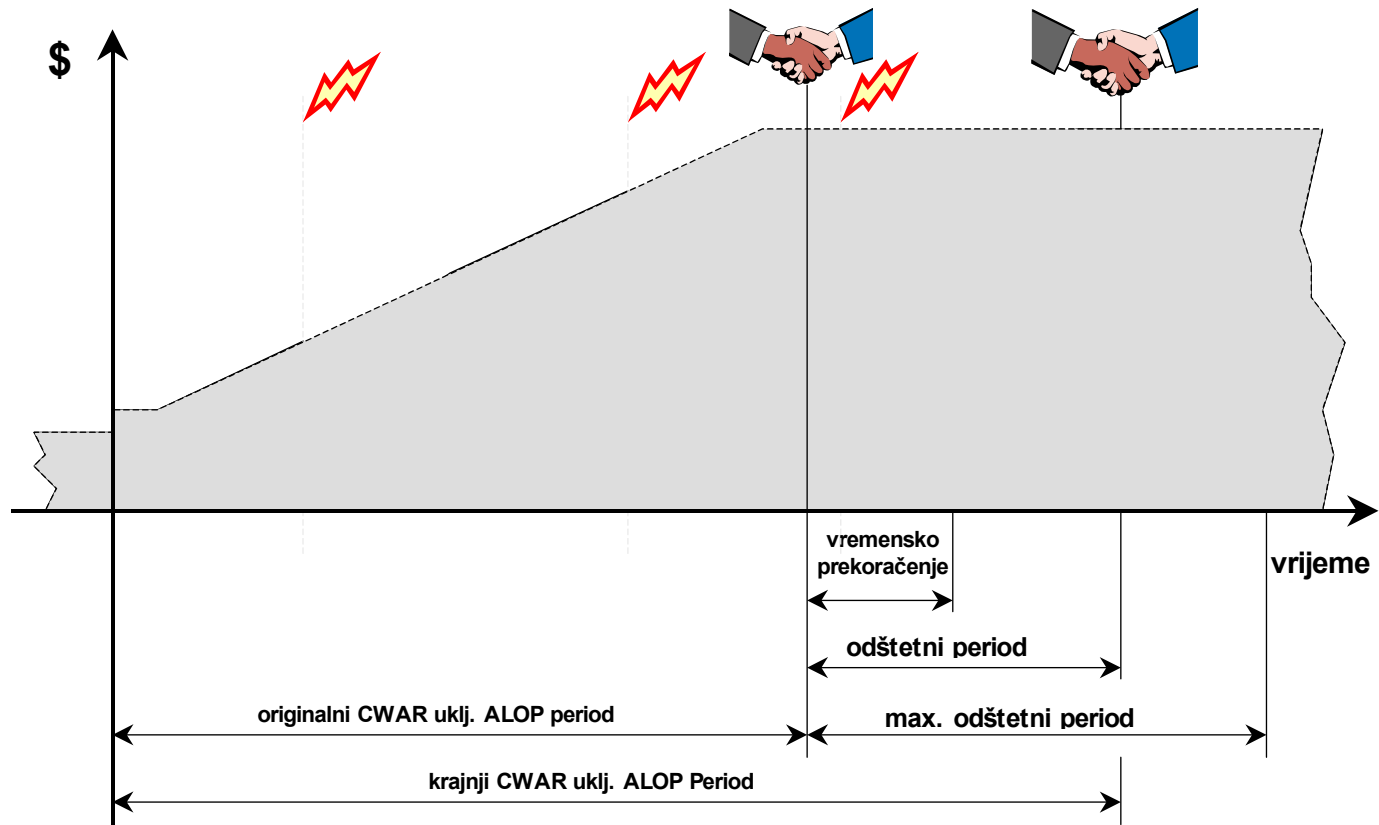 $
vrijeme
vremensko
prekoračenje
odštetni period
originalni CWAR uklj. ALOP period
max. odštetni period
krajnji CWAR uklj. ALOP Period